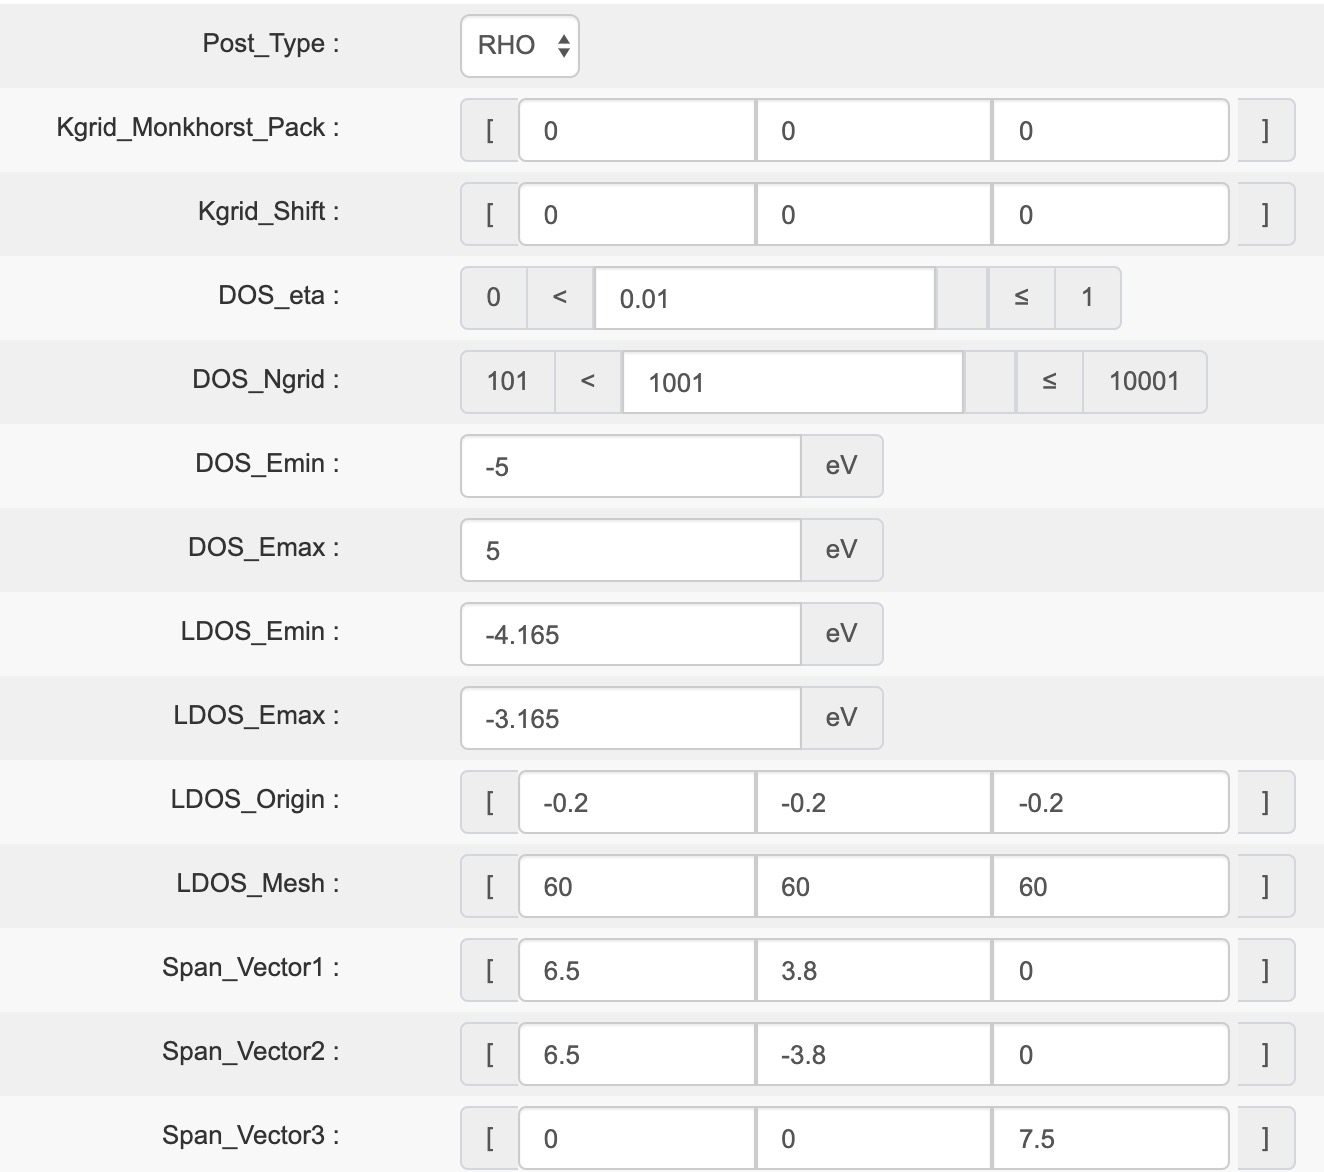 Post_Type : RHO
Kgrid_Monkhorst_Pack : [ 0 0 0 ]
Kgrid_Shift : [ 0 0 0 ]
DOS_eta : 0 < 0.01 ≤ 1
DOS_Ngrid : 101 < 1001 ≤ 10001
DOS_Emin : -5 eV
DOS_Emax : 5 eV
LDOS_Emin : -4.165 eV
LDOS_Emax : -3.165 eV
LDOS_Origin : [ -0.2 -0.2 -0.2 ]
LDOS_Mesh : [ 60 60 60 ]
Span_Vector1 : [ 6.5 3.8 0 ]
Span_Vector2 : [ 6.5 -3.8 0 ]
Span_Vector3 : [ 0 0 7.5 ]